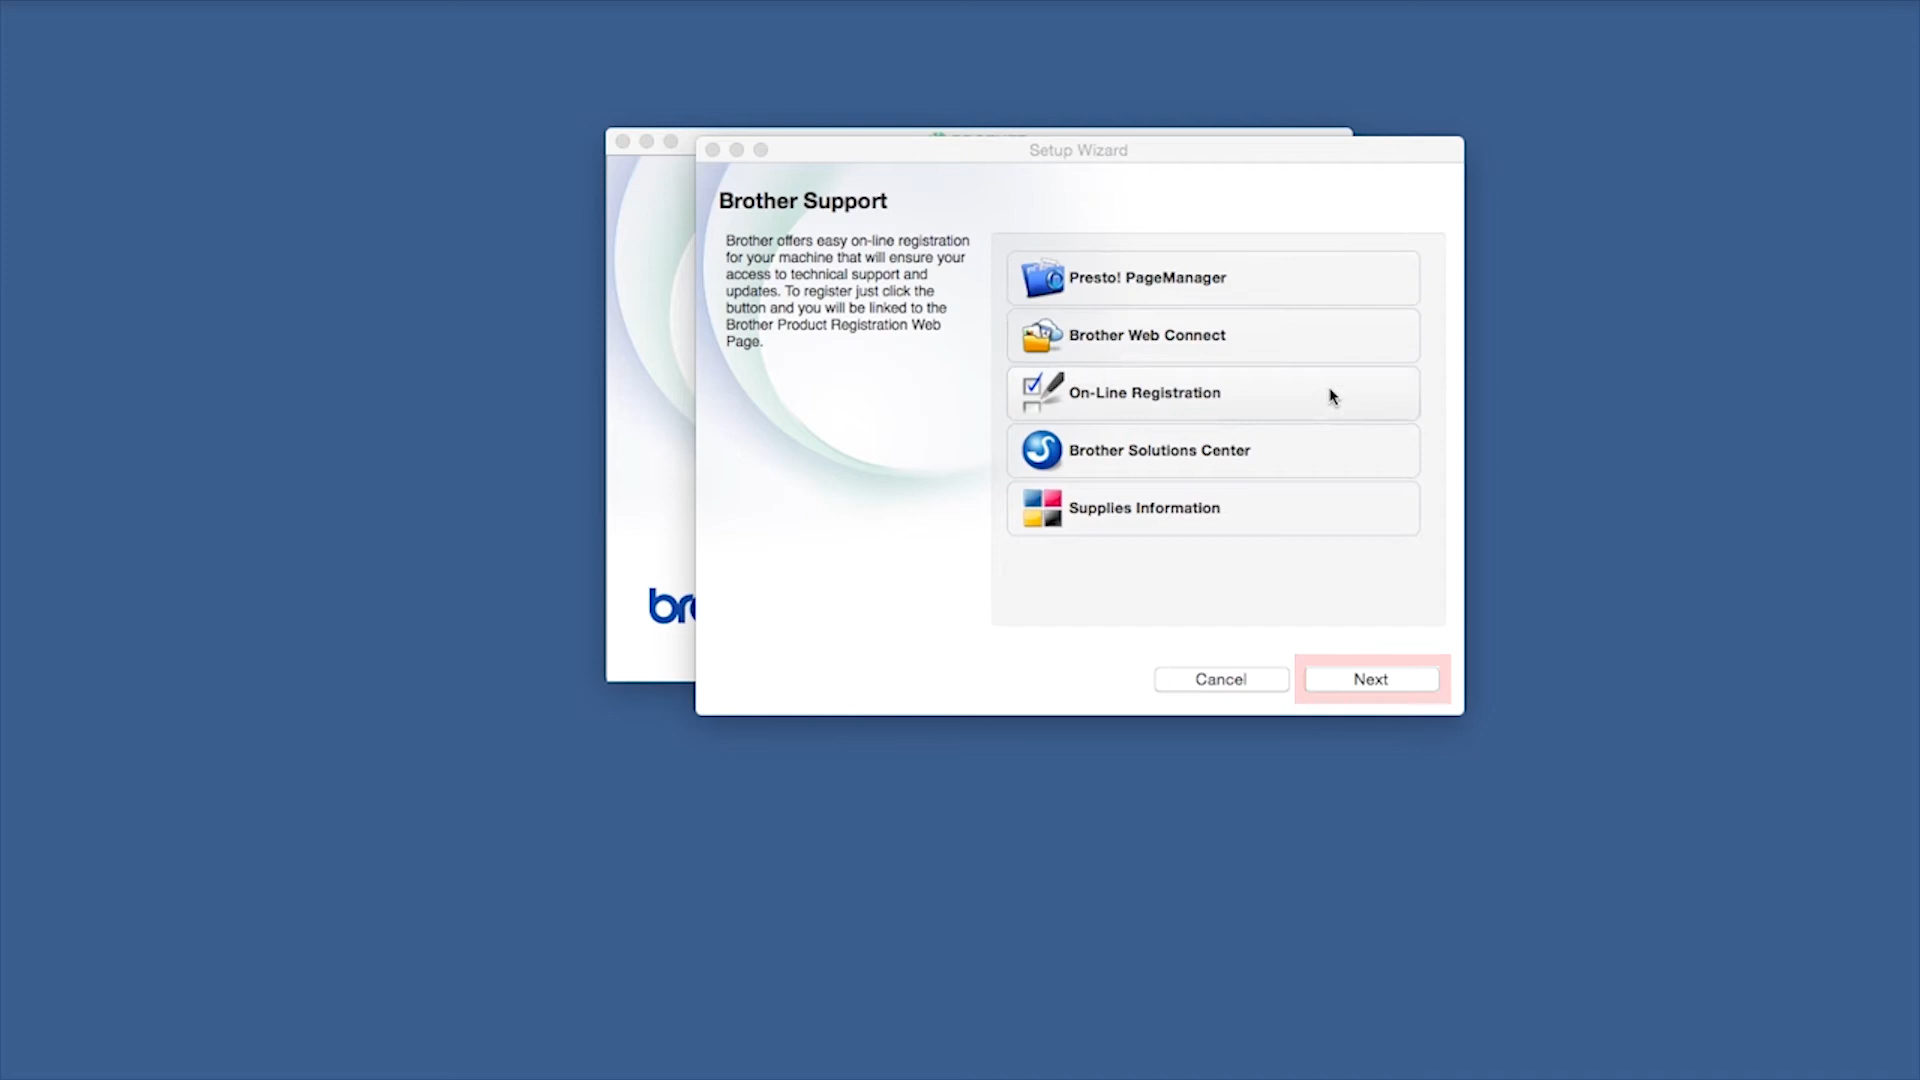 Setup Wizard
Brother Support
Brother offers easy on-line registration
for your machine that will ensure your
access to technical support and
updates. To register just click the
button and you will be linked to the
Brother Product Registration Web
Page.
Presto! PageManager
Brother Web Connect
On-Line Registration
Brother Solutions Center
Supplies Information
Cancel
Next